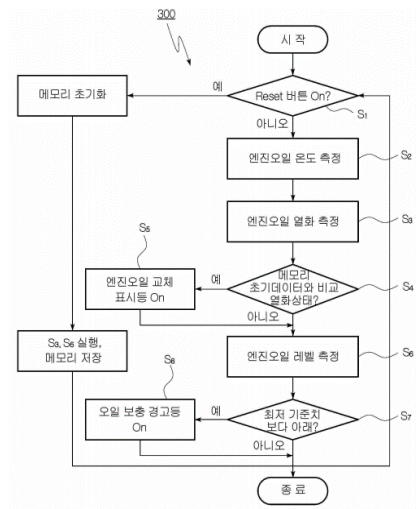 300
시 작
Reset 버튼 On?
예
아니오
S1
메모리 초기화
엔진오일 온도 측정
S2
엔진오일 열화 측정
S3
S5
엔진오일 교체
표시등 On
예
메모리
초기데이터와 비교
열화상태?
S4
아니오
S3, S6 실행,
메모리 저장
엔진오일 레벨 측정
S6
S8
오일 보충 경고등
On
예
최저 기준치
보다 아래?
S7
아니오
종 료